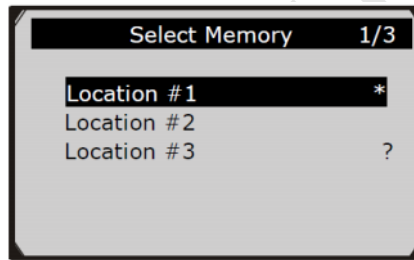 Select Memory 1/3
Location #1 *
Location #2
Location #3 ?